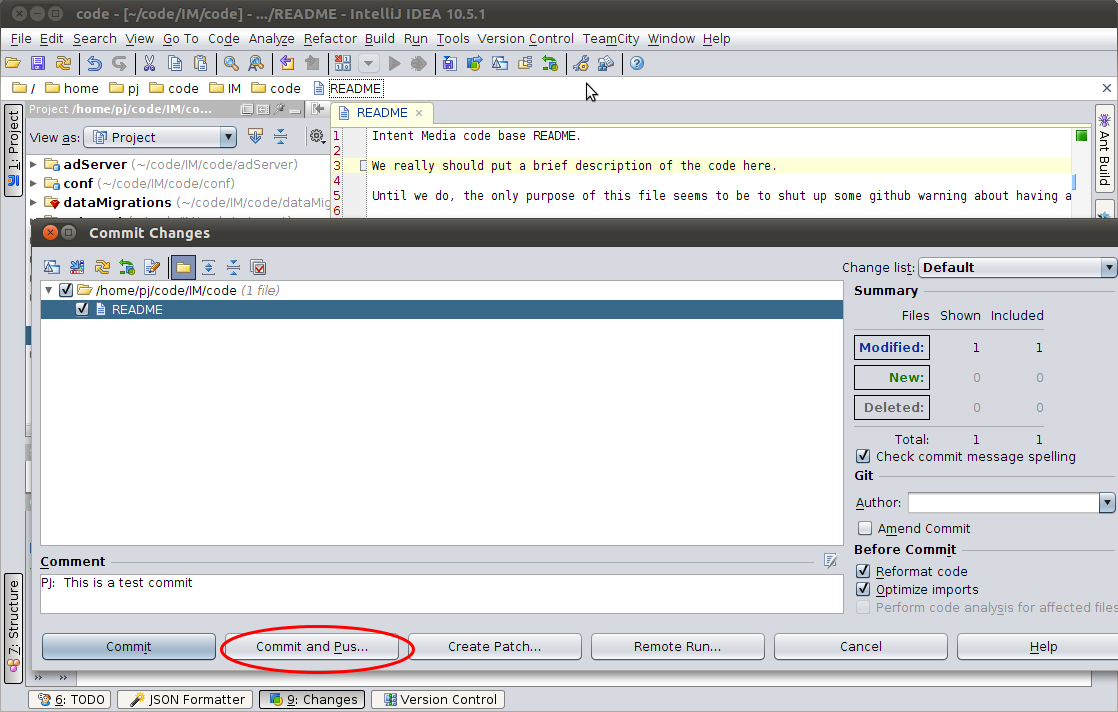 code - [~/code/IM/code] - .../README - IntelliJ IDEA 10.5.1
File Edit Search View Go To Code Analyze Refactor Build Run Tools Version Control TeamCity Window Help
/ home pj code IM code README
Project /home/pj/code/IM/co...
README
1: Project
View as: Project
Ant Build
adServer (~/code/IM/code/adServer)
conf (~/code/IM/code/conf)
dataMigrations (~/code/IM/code/dataMig
1 Intent Media code base README.
2
3 We really should put a brief description of the code here.
4
5 Until we do, the only purpose of this file seems to be to shut up some github warning about having a
6
Commit Changes
Change list: Default
/home/pj/code/IM/code (1 file)
README
Summary
Files Shown Included
Modified: 1 1
New: 0 0
Deleted: 0 0
Total: 1 1
Check commit message spelling
Git
Author:
Amend Commit
Before Commit
Reformat code
Optimize imports
Perform code analysis for affected files
Comment
PJ: This is a test commit
7: Structure
Commit Commit and Pus... Create Patch... Remote Run... Cancel Help
6: TODO JSON Formatter 9: Changes Version Control